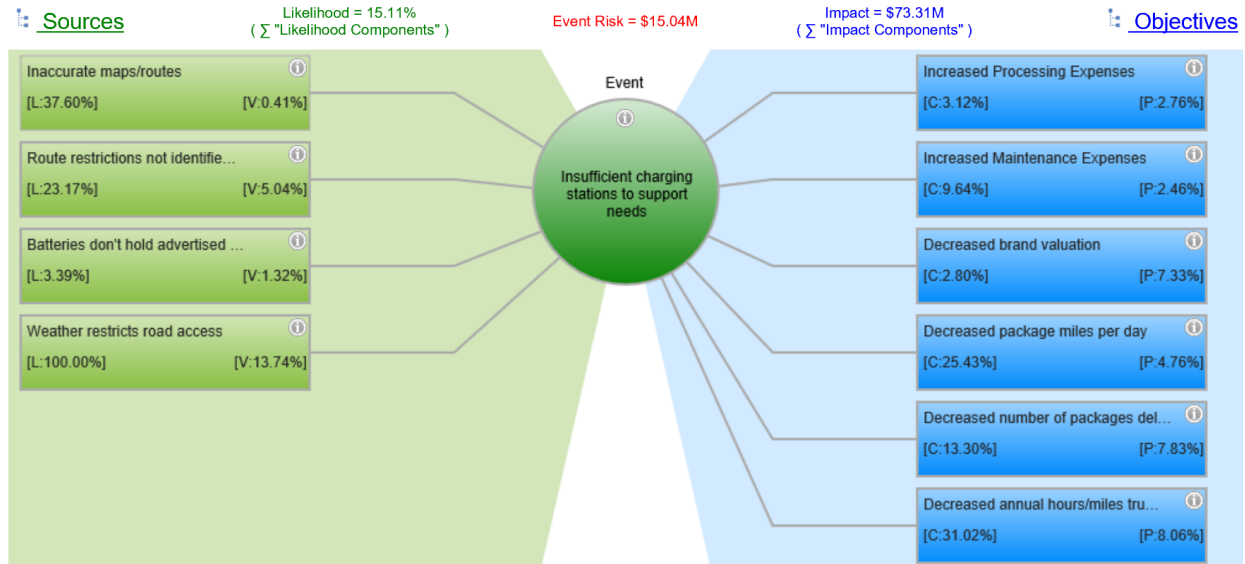 Sources
Likelihood = 15.11%
( ∑ "Likelihood Components" )
Event Risk = $15.04M
Impact = $73.31M
( ∑ "Impact Components" )
Objectives
Inaccurate maps/routes
[L:37.60%] [V:0.41%]
Route restrictions not identifie...
[L:23.17%] [V:5.04%]
Batteries don't hold advertised ...
[L:3.39%] [V:1.32%]
Weather restricts road access
[L:100.00%] [V:13.74%]
Event
Insufficient charging
stations to support
needs
Increased Processing Expenses
[C:3.12%] [P:2.76%]
Increased Maintenance Expenses
[C:9.64%] [P:2.46%]
Decreased brand valuation
[C:2.80%] [P:7.33%]
Decreased package miles per day
[C:25.43%] [P:4.76%]
Decreased number of packages del...
[C:13.30%] [P:7.83%]
Decreased annual hours/miles tru...
[C:31.02%] [P:8.06%]